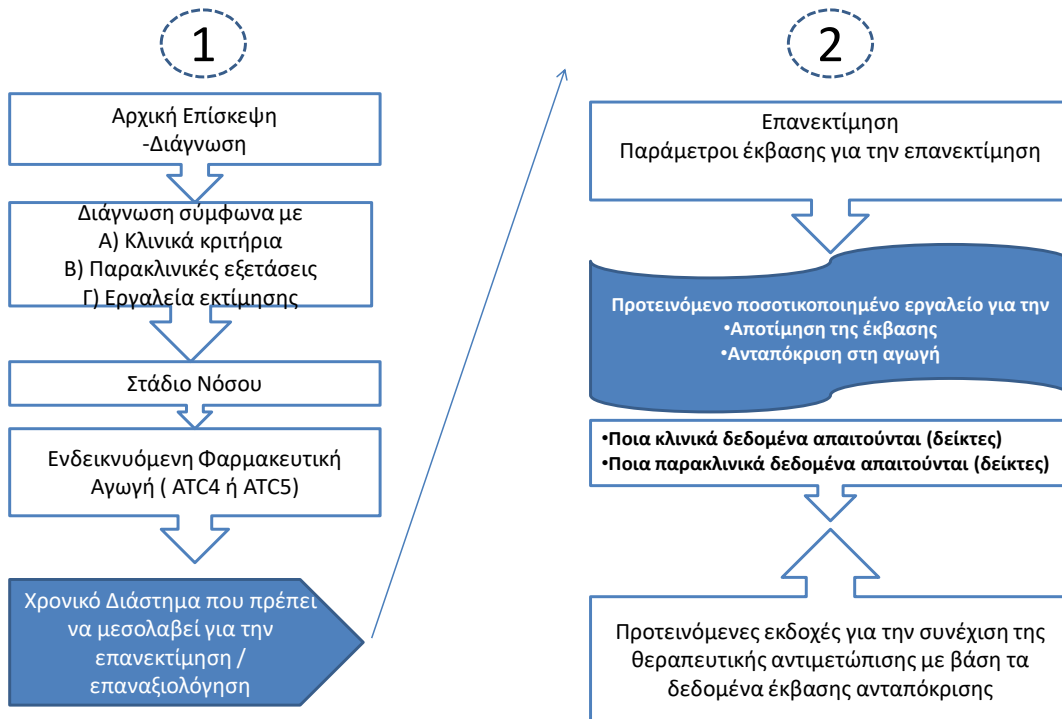 1
Αρχική Επίσκεψη
-Διάγνωση
Διάγνωση σύμφωνα με
Α) Κλινικά κριτήρια
Β) Παρακλινικές εξετάσεις
Γ) Εργαλεία εκτίμησης
Στάδιο Νόσου
Ενδεικνυόμενη Φαρμακευτική
Αγωγή ( ATC4 ή ATC5)
Χρονικό Διάστημα που πρέπει
να μεσολαβεί για την
επανεκτίμηση /
επαναξιολόγηση
2
Επανεκτίμηση
Παράμετροι έκβασης για την επανεκτίμηση
Προτεινόμενο ποσοτικοποιημένο εργαλείο για την
•Αποτίμηση της έκβασης
•Ανταπόκριση στη αγωγή
•Ποια κλινικά δεδομένα απαιτούνται (δείκτες)
•Ποια παρακλινικά δεδομένα απαιτούνται (δείκτες)
Προτεινόμενες εκδοχές για την συνέχιση της
θεραπευτικής αντιμετώπισης με βάση τα
δεδομένα έκβασης ανταπόκρισης